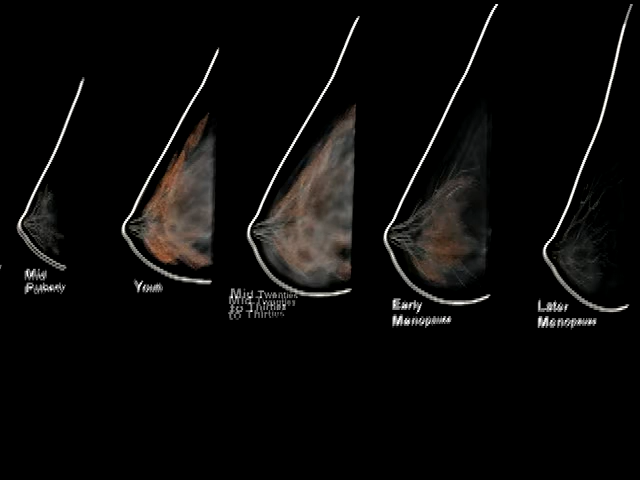 Mid
Puberty
Youth
Mid Twenties
to Thirties
Early
Menopause
Later
Menopause